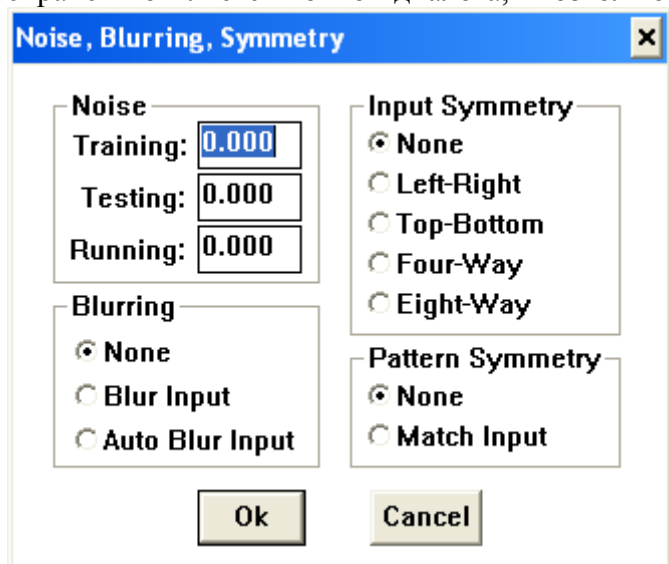 Noise, Blurring, Symmetry
Noise
Training: 0.000
Testing: 0.000
Running: 0.000
Blurring
None
Blur Input
Auto Blur Input
Input Symmetry
None
Left-Right
Top-Bottom
Four-Way
Eight-Way
Pattern Symmetry
None
Match Input
Ok
Cancel